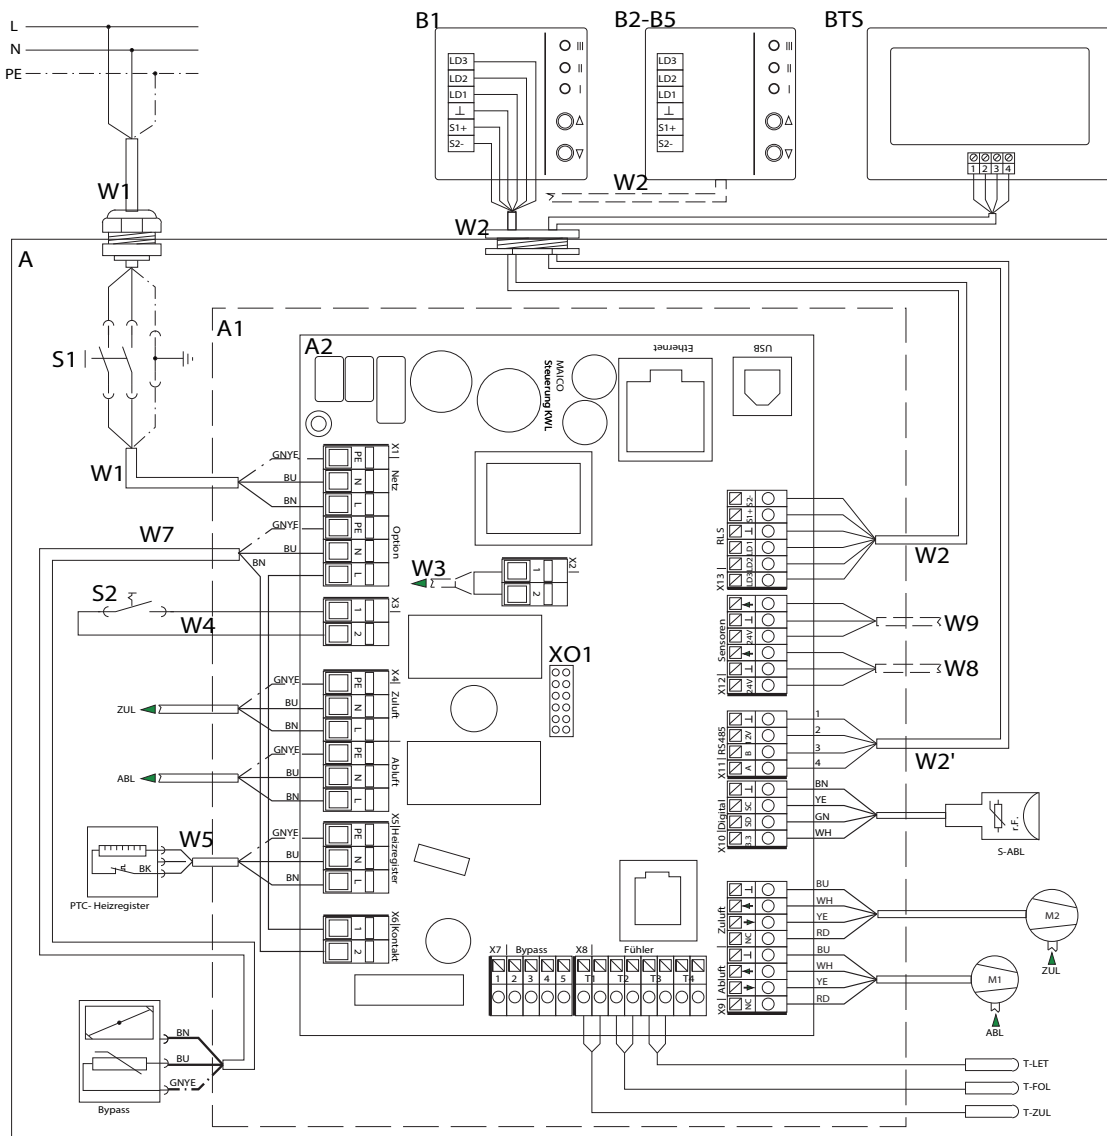 B1
B2-B5
BTS
L
N
PE
LD3
LD2
LD1
⊥
S1+
S2-
III
II
I
△
▽
LD3
LD2
LD1
⊥
S1+
S2-
III
II
I
△
▽
1 2 3 4
W1
W2
W2
A
S1
A1
A2
MAICO
Steuerung KWL
Ethernet
USB
W1
GNYE
BU
BN
PE
N
L
X1
Netz
GNYE
BU
BN
PE
N
L
Option
W7
W3
1
2
X2
S2
W4
1
2
X3
XO1
ZUL
GNYE
BU
BN
PE
N
L
X4
Zuluft
ABL
GNYE
BU
BN
PE
N
L
Abluft
W5
BK
PTC- Heizregister
GNYE
BU
BN
PE
N
L
X5 | Heizregister
1
2
X6 | Kontakt
S2-
S1+
⊥
LD1
LD2
LD3
RLS
X13
W2
⊥
24V
⊥
24V
Sensoren
X12
W9
W8
⊥
12V
B
A
X11 | RS485
1
2
3
4
W2'
⊥
SC
SD
3.3
X10 | Digital
BN
YE
GN
WH
r.F.
S-ABL
⊥
NC
Zuluft
BU
WH
YE
RD
M2
ZUL
⊥
NC
X9 | Abluft
BU
WH
YE
RD
M1
ABL
X7 | Bypass
X8 | Fühler
1 2 3 4 5
T1 T2 T3 T4
BN
BU
GNYE
Bypass
T-LET
T-FOL
T-ZUL